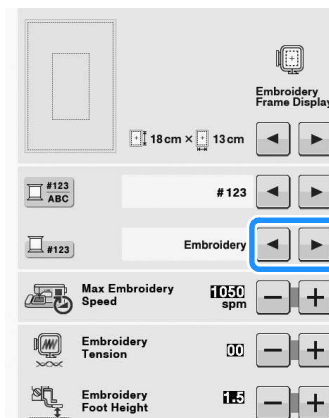 Embroidery
Frame Display
18 cm × 13 cm
#123
ABC
#123
#123
Embroidery
Max Embroidery
Speed
1050
spm
Embroidery
Tension
00
Embroidery
Foot Height
1.5